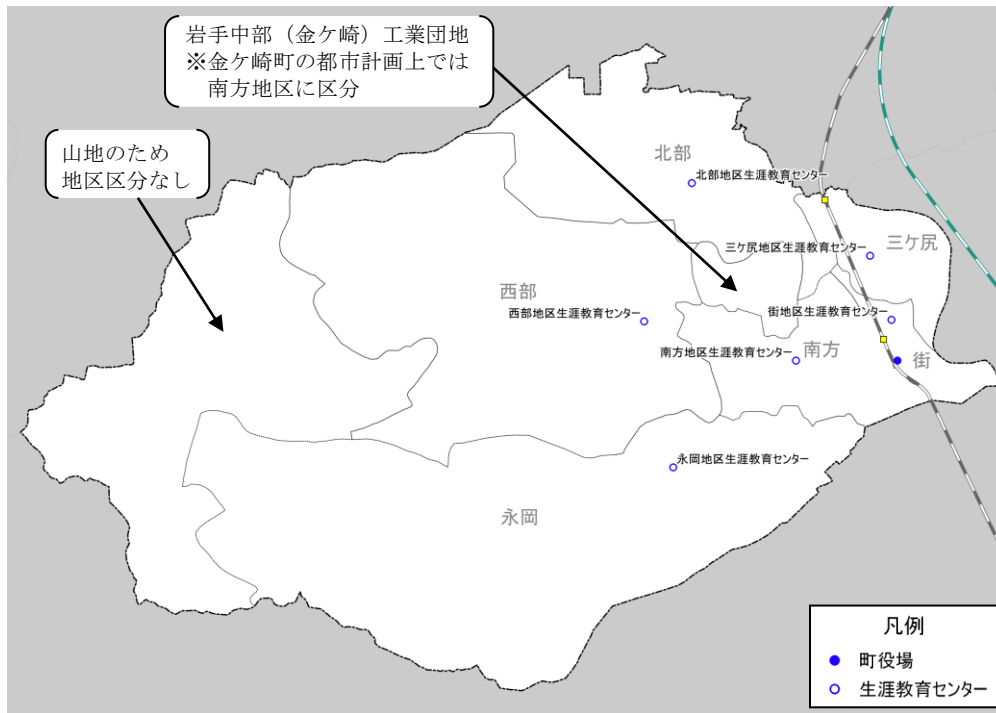 岩手中部（金ケ崎）工業団地
※金ケ崎町の都市計画上では
南方地区に区分
山地のため
地区区分なし
北部
北部地区生涯教育センター
三ケ尻地区生涯教育センター
三ケ尻
西部
西部地区生涯教育センター
街地区生涯教育センター
南方地区生涯教育センター
南方
街
永岡地区生涯教育センター
永岡
凡例
町役場
生涯教育センター